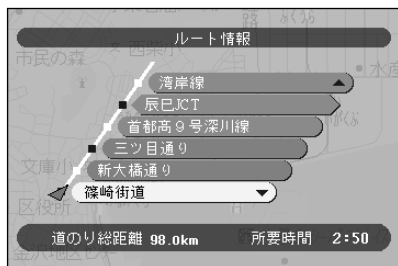 ルート情報
市民の森
湾岸線
辰巳JCT
首都高9号深川線
三ツ目通り
新大橋通り
篠崎街道
文庫小
区役所
道のり総距離 98.0km 所要時間 2:50